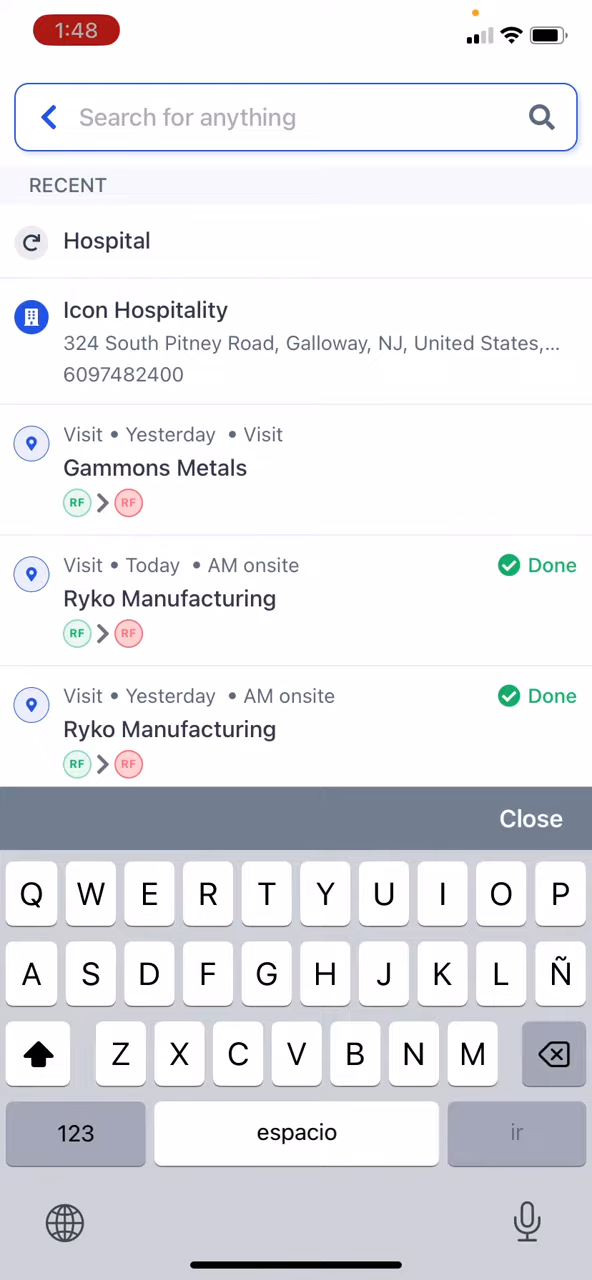 1:48
Search for anything
RECENT
Hospital
Icon Hospitality
324 South Pitney Road, Galloway, NJ, United States,...
6097482400
Visit • Yesterday • Visit
Gammons Metals
RF > RF
Visit • Today • AM onsite Done
Ryko Manufacturing
RF > RF
Visit • Yesterday • AM onsite Done
Ryko Manufacturing
RF > RF
Close
Q W E R T Y U I O P
A S D F G H J K L Ñ
Z X C V B N M
123 espacio ir